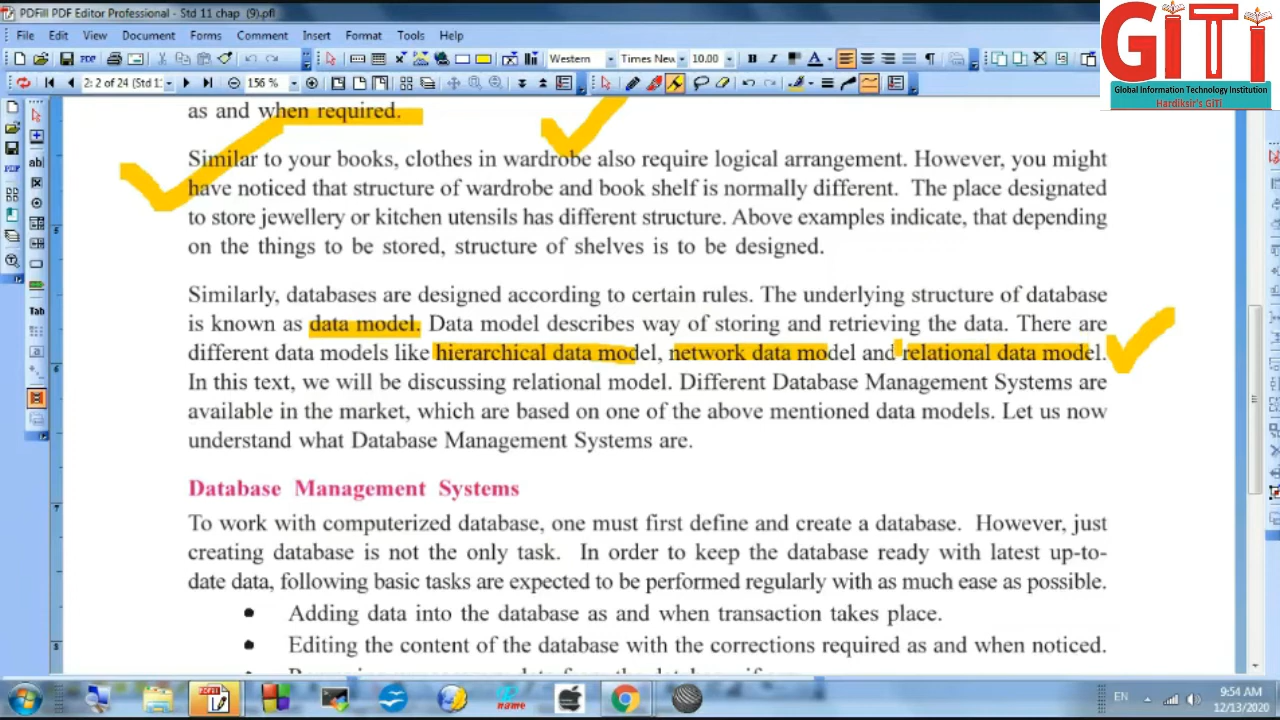 PDFill PDF Editor Professional - Std 11 chap (9).pfl
File Edit View Document Forms Comment Insert Format Tools Help
Western Times New 10.00
2: 2 of 24 (Std 1 156 %
GiTi
Global Information Technology Institution
Hardiksir's GiTi
as and when required.
Similar to your books, clothes in wardrobe also require logical arrangement. However, you might
have noticed that structure of wardrobe and book shelf is normally different. The place designated
to store jewellery or kitchen utensils has different structure. Above examples indicate, that depending
on the things to be stored, structure of shelves is to be designed.
Similarly, databases are designed according to certain rules. The underlying structure of database
is known as data model. Data model describes way of storing and retrieving the data. There are
different data models like hierarchical data model, network data model and relational data model.
In this text, we will be discussing relational model. Different Database Management Systems are
available in the market, which are based on one of the above mentioned data models. Let us now
understand what Database Management Systems are.
Database Management Systems
To work with computerized database, one must first define and create a database. However, just
creating database is not the only task. In order to keep the database ready with latest up-to-
date data, following basic tasks are expected to be performed regularly with as much ease as possible.
• Adding data into the database as and when transaction takes place.
• Editing the content of the database with the corrections required as and when noticed.
EN
9:54 AM
12/13/2020